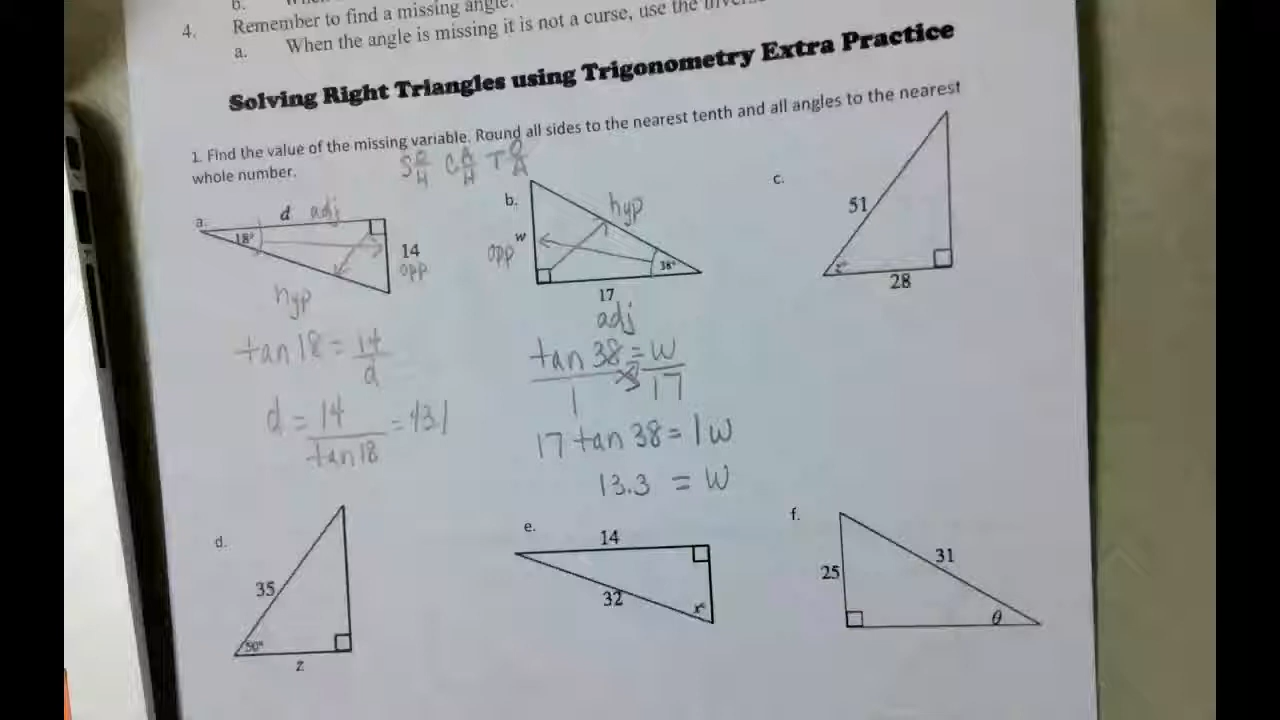 b.
4. Remember to find a missing angle.
a. When the angle is missing it is not a curse, use the inverse
Solving Right Triangles using Trigonometry Extra Practice
1. Find the value of the missing variable. Round all sides to the nearest tenth and all angles to the nearest
whole number.
S O/H C A/H T O/A
a.
d adj
18°
14
opp
hyp
tan 18 = 14/d
d = 14/tan 18 = 43.1
b.
hyp
w
opp
38°
17
adj
tan 38/1 = w/17
17 tan 38 = 1w
13.3 = w
c.
51
28
d.
35
50°
z
e.
14
32
x°
f.
25
31
θ